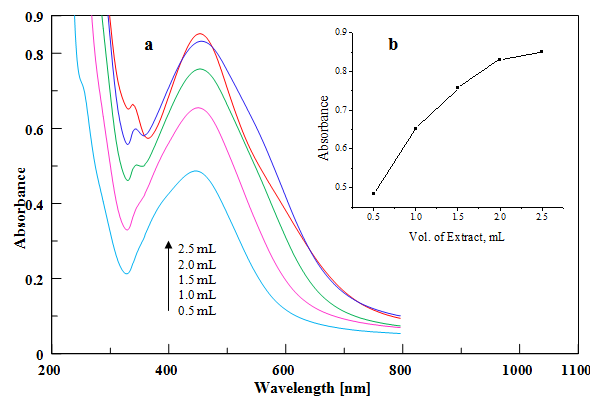 a
0.9
0.8
0.6
0.4
0.2
0
Absorbance
2.5 mL
2.0 mL
1.5 mL
1.0 mL
0.5 mL
200
400
600
800
1000
1100
Wavelength [nm]
b
0.9
0.8
0.7
0.6
0.5
Absorbance
0.5
1.0
1.5
2.0
2.5
Vol. of Extract, mL